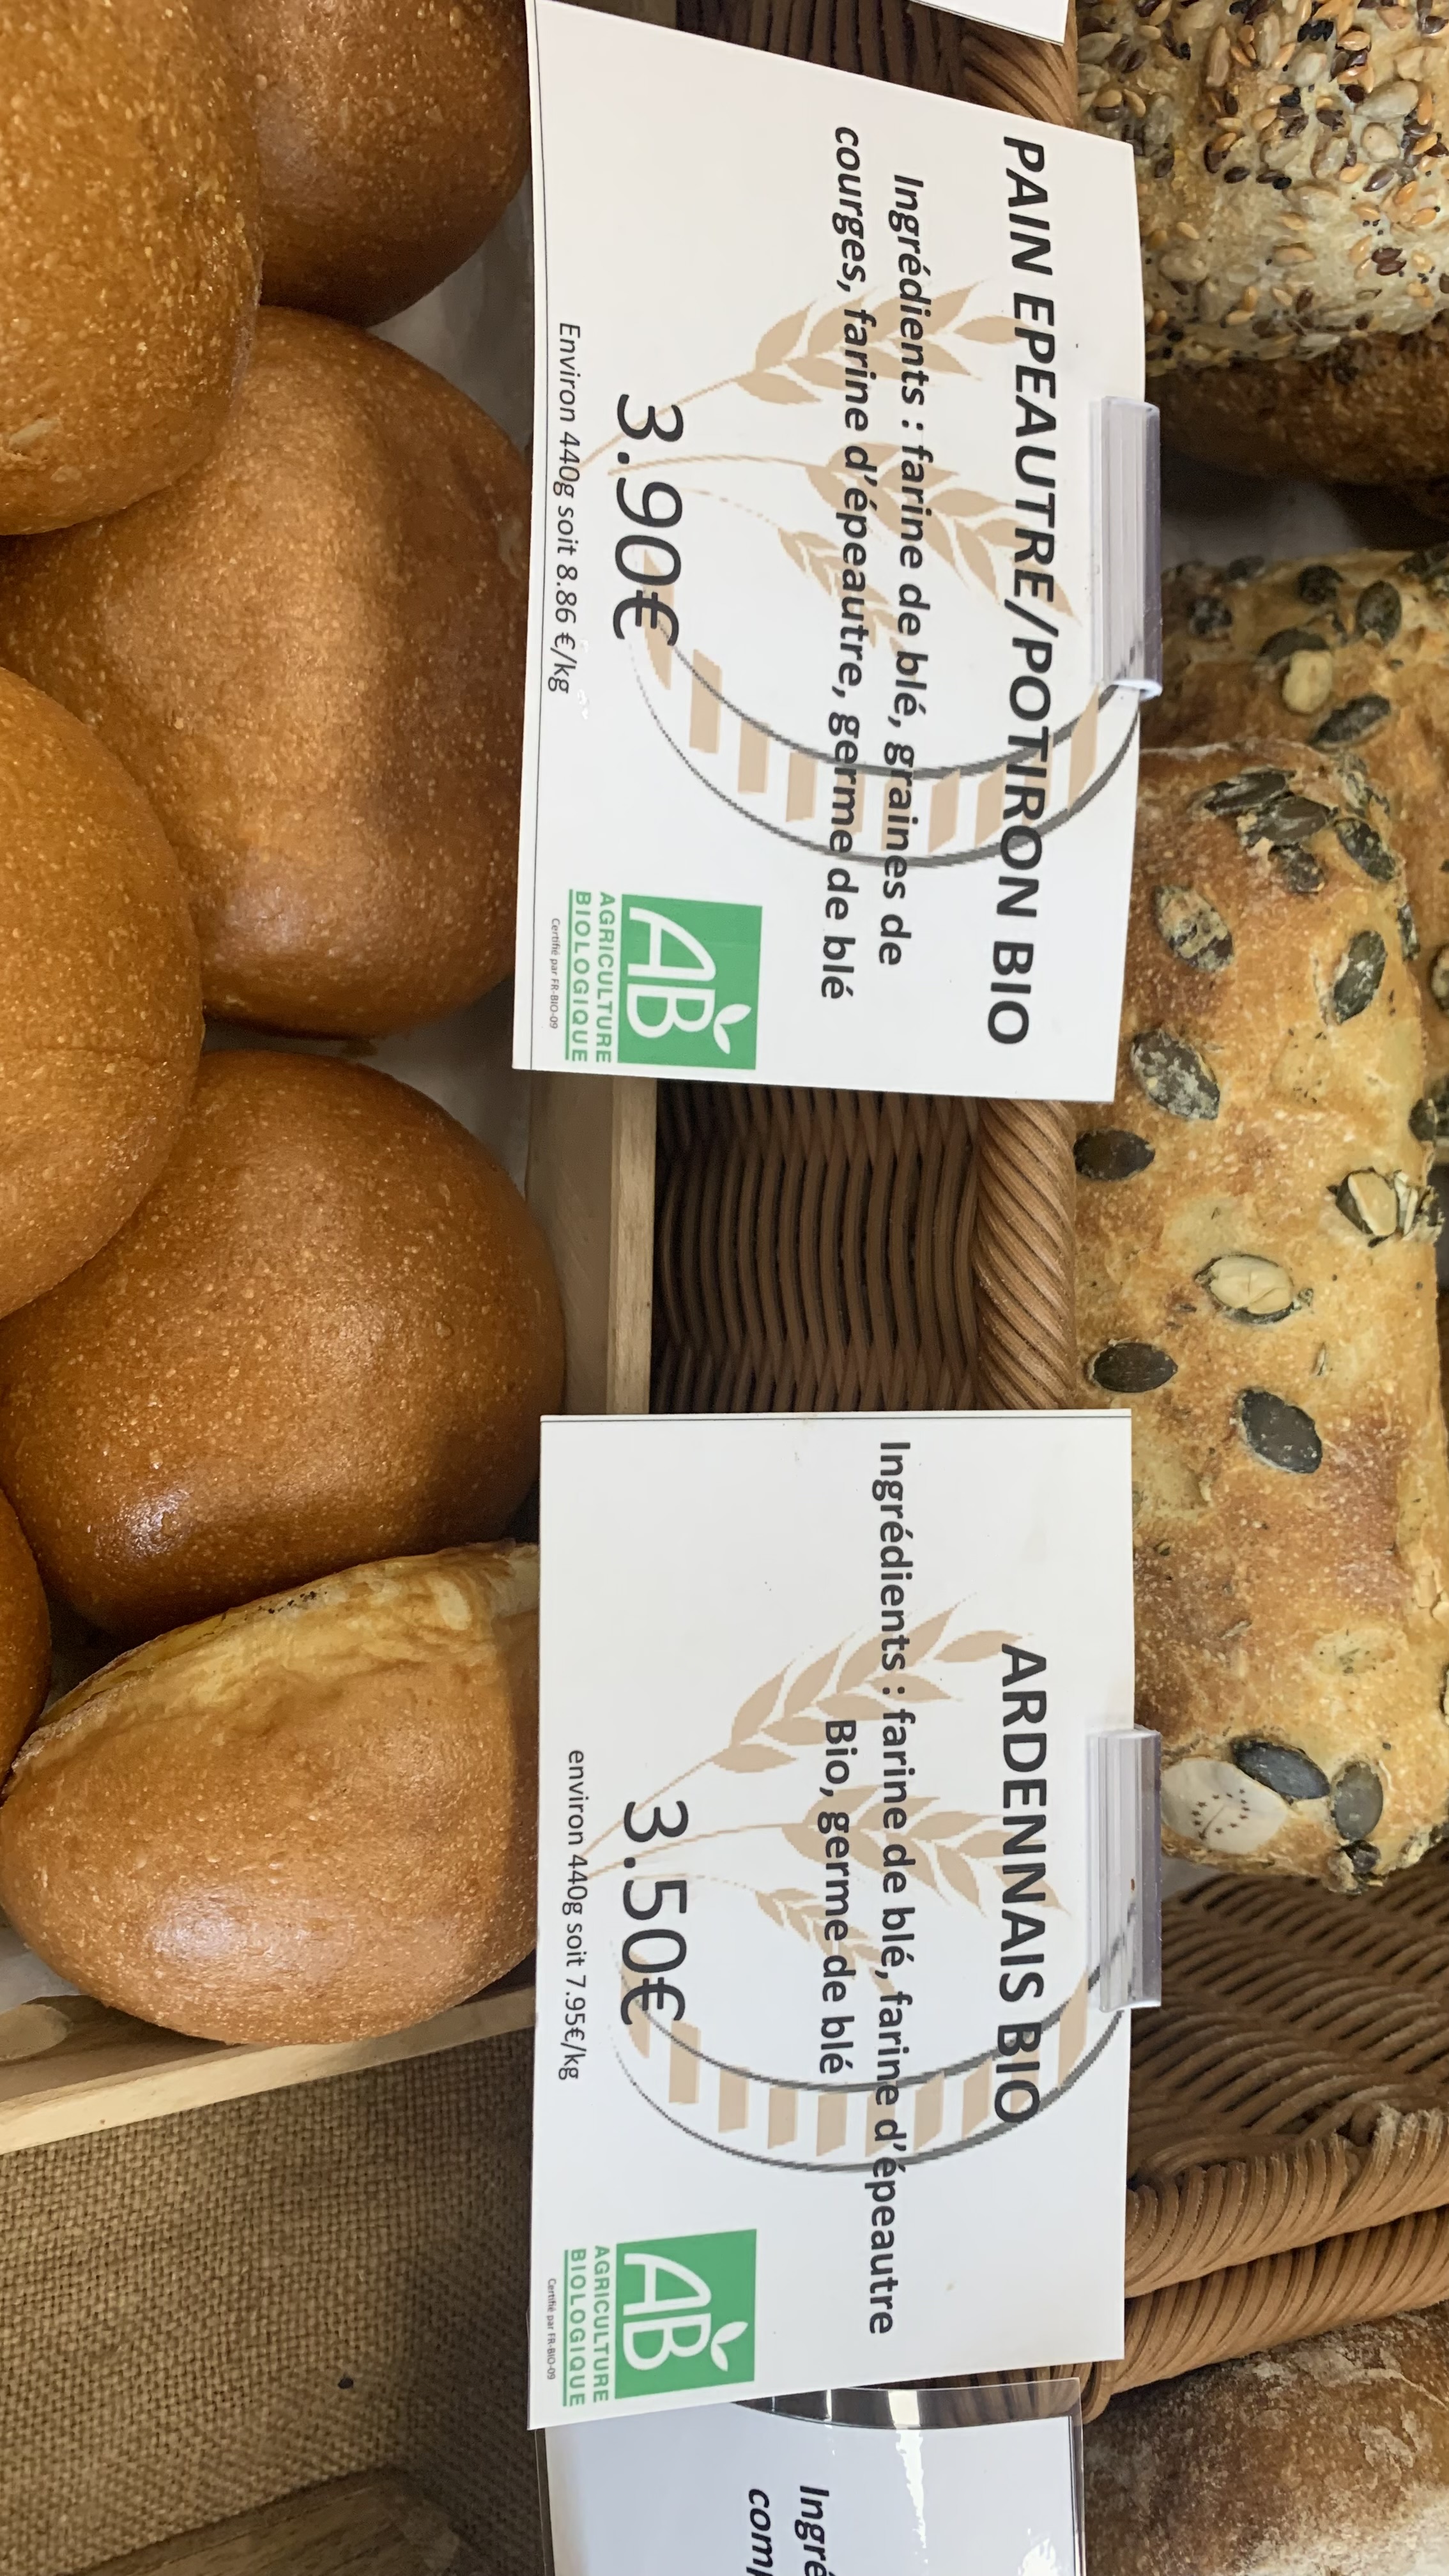 PAIN EPEAUTRE/POTIRON BIO
Ingrédients : farine de blé, graines de
courges, farine d'épeautre, germe de blé
3.90€
Environ 440g soit 8.86 €/kg
AB
AGRICULTURE
BIOLOGIQUE
Certifié par FR-BIO-09
ARDENNAIS BIO
Ingrédients : farine de blé, farine d'épeautre
Bio, germe de blé
3.50€
environ 440g soit 7.95€/kg
AB
AGRICULTURE
BIOLOGIQUE
Certifié par FR-BIO-09
Ingré
com